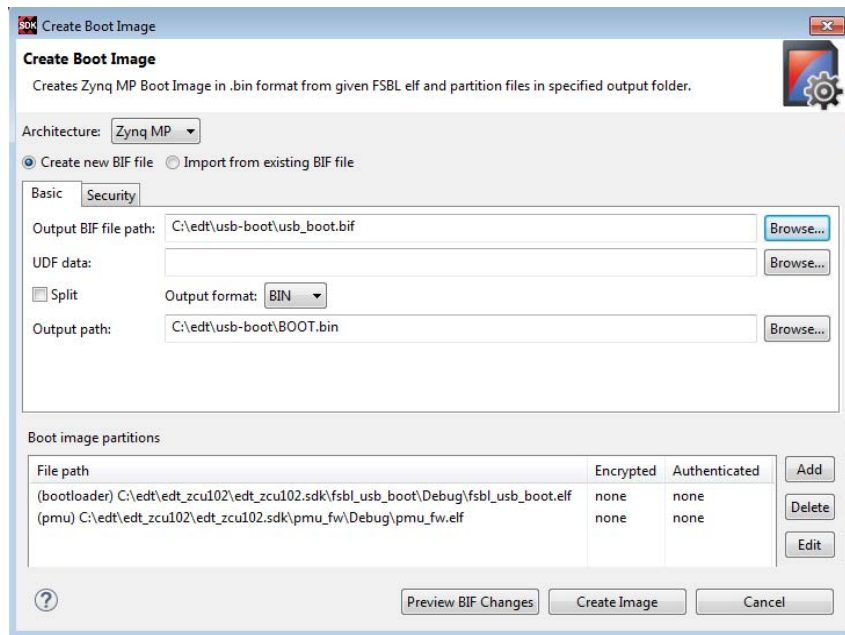 SDK Create Boot Image
Create Boot Image
Creates Zynq MP Boot Image in .bin format from given FSBL elf and partition files in specified output folder.
Architecture: Zynq MP
Create new BIF file Import from existing BIF file
Basic Security
Output BIF file path: C:\edt\usb-boot\usb_boot.bif Browse...
UDF data: Browse...
Split Output format: BIN
Output path: C:\edt\usb-boot\BOOT.bin Browse...
Boot image partitions
File path Encrypted Authenticated Add
(bootloader) C:\edt\edt_zcu102\edt_zcu102.sdk\fsbl_usb_boot\Debug\fsbl_usb_boot.elf none none
(pmu) C:\edt\edt_zcu102\edt_zcu102.sdk\pmu_fw\Debug\pmu_fw.elf none none
Delete
Edit
? Preview BIF Changes Create Image Cancel